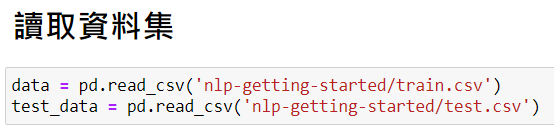 讀取資料集
data = pd.read_csv('nlp-getting-started/train.csv')
test_data = pd.read_csv('nlp-getting-started/test.csv')